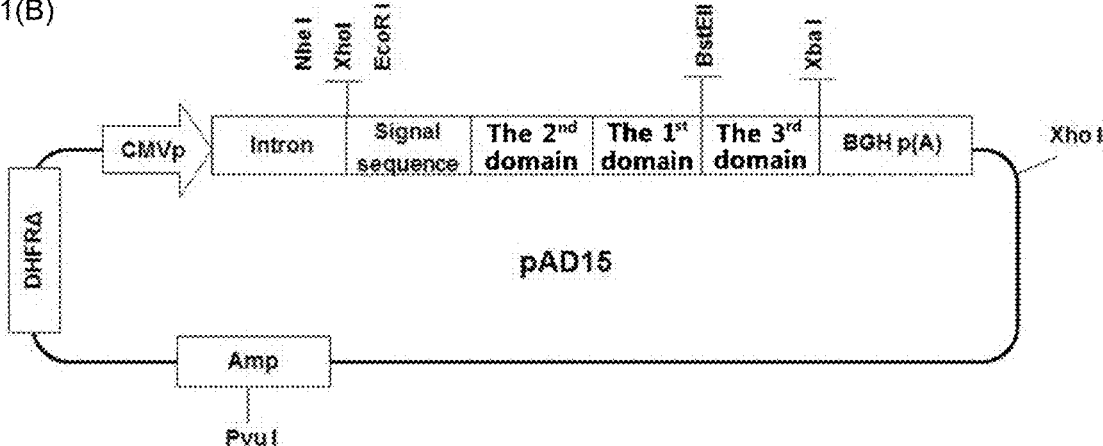 1(B)
Nhe I
XhoI
EcoR I
BstEII
Xba I
CMVp
Intron
Signal sequence
The 2nd domain
The 1st domain
The 3rd domain
BGH p(A)
Xho I
DHFRΔ
pAD15
Amp
Pvu I